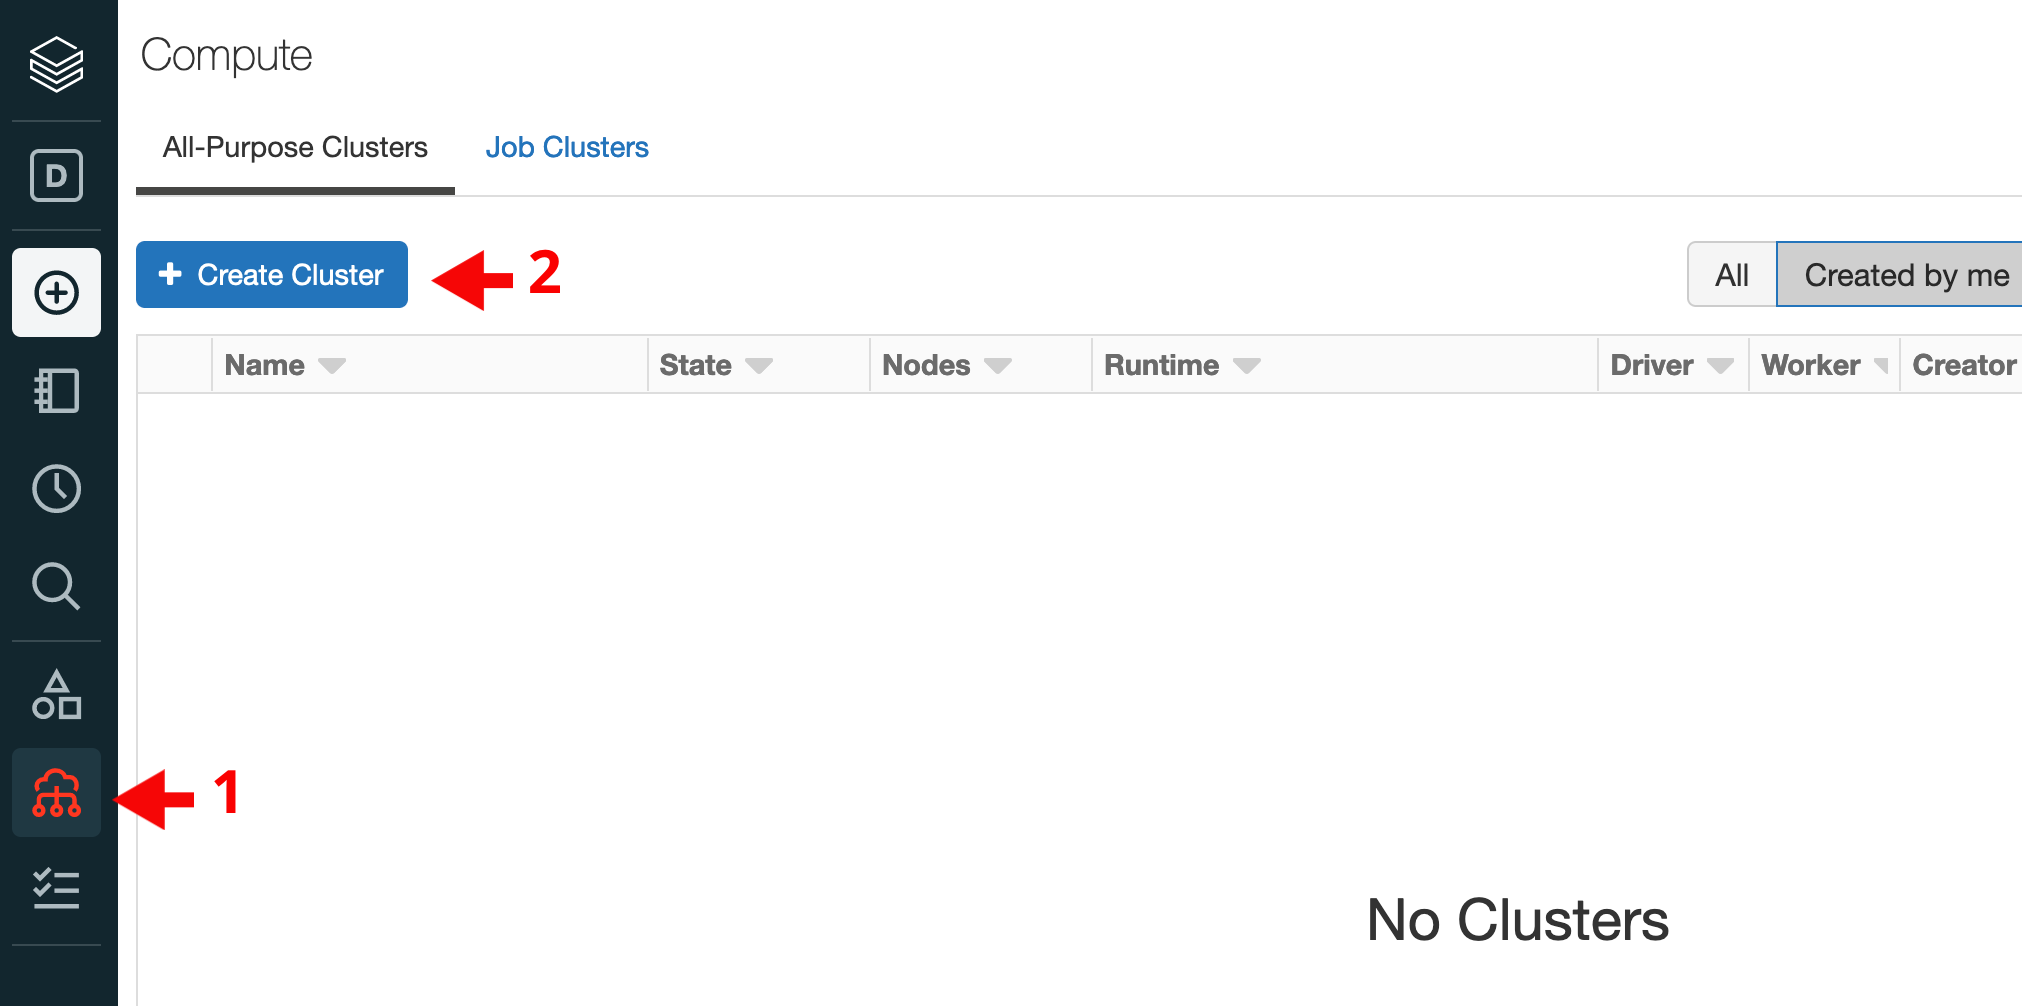 Compute
D
All-Purpose Clusters Job Clusters
+ Create Cluster 2 All Created by me
Name State Nodes Runtime Driver Worker Creator
1
No Clusters